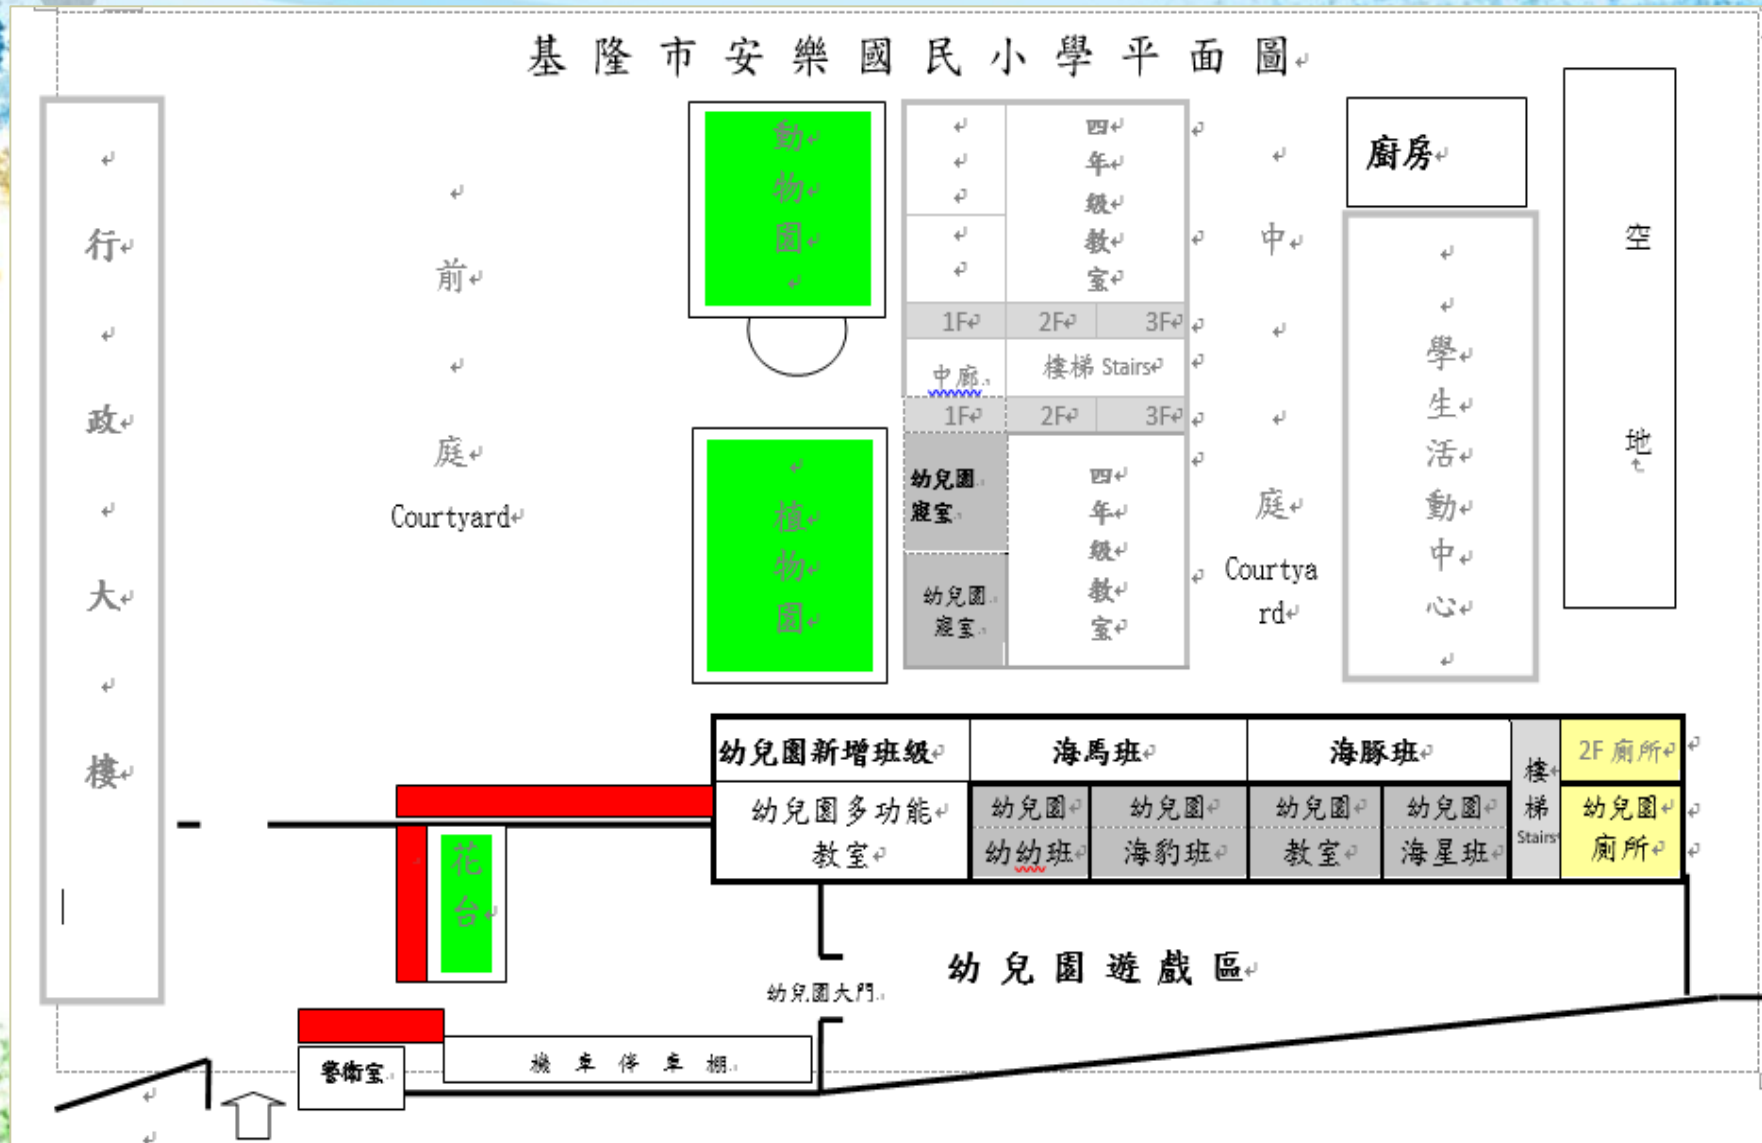 基隆市安樂國民小學平面圖
行政大樓
前庭
Courtyard
動物園
植物園
四年級教室
1F 2F 3F
中廊 樓梯 Stairs
1F 2F 3F
幼兒園
寢室
幼兒園
寢室
四年級教室
中庭
Courtya
rd
廚房
學生活動中心
空地
幼兒園新增班級 海馬班 海豚班
樓梯
Stairs
2F 廁所
幼兒園多功能
教室
幼兒園
幼幼班
幼兒園
海豹班
幼兒園
教室
幼兒園
海星班
幼兒園
廁所
花台
幼兒園遊戲區
幼兒園大門
警衛室
機車停車棚